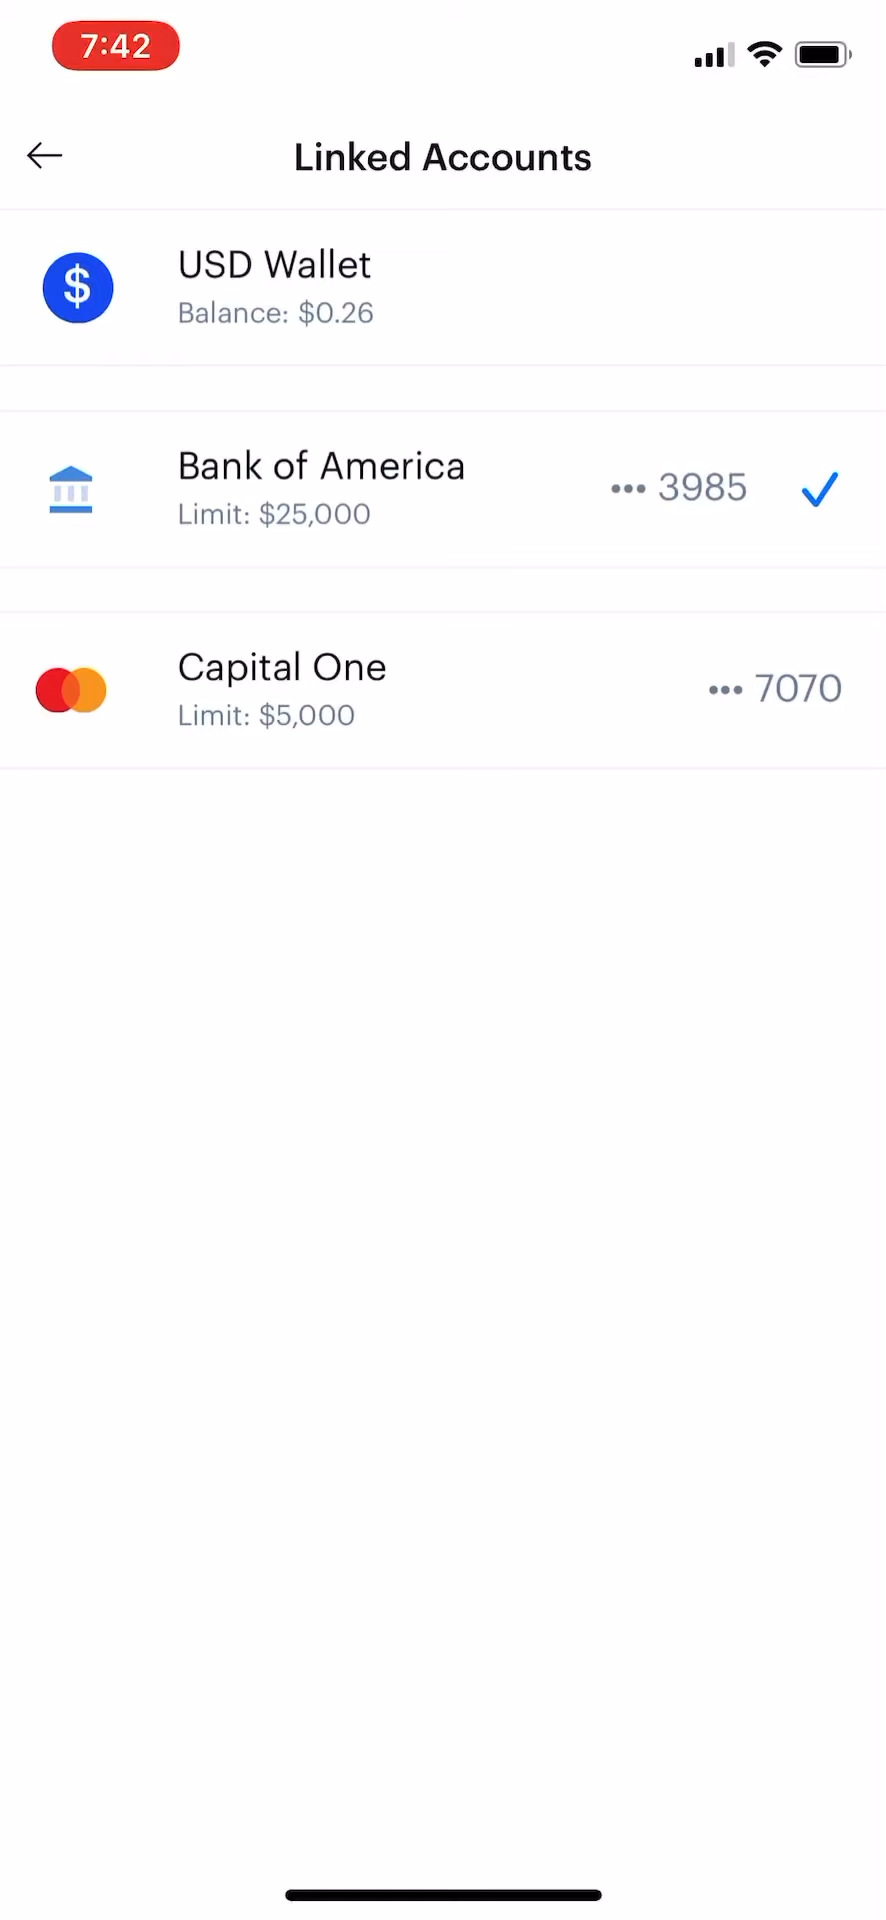 7:42
Linked Accounts
$
USD Wallet
Balance: $0.26
Bank of America
Limit: $25,000
••• 3985
Capital One
Limit: $5,000
••• 7070